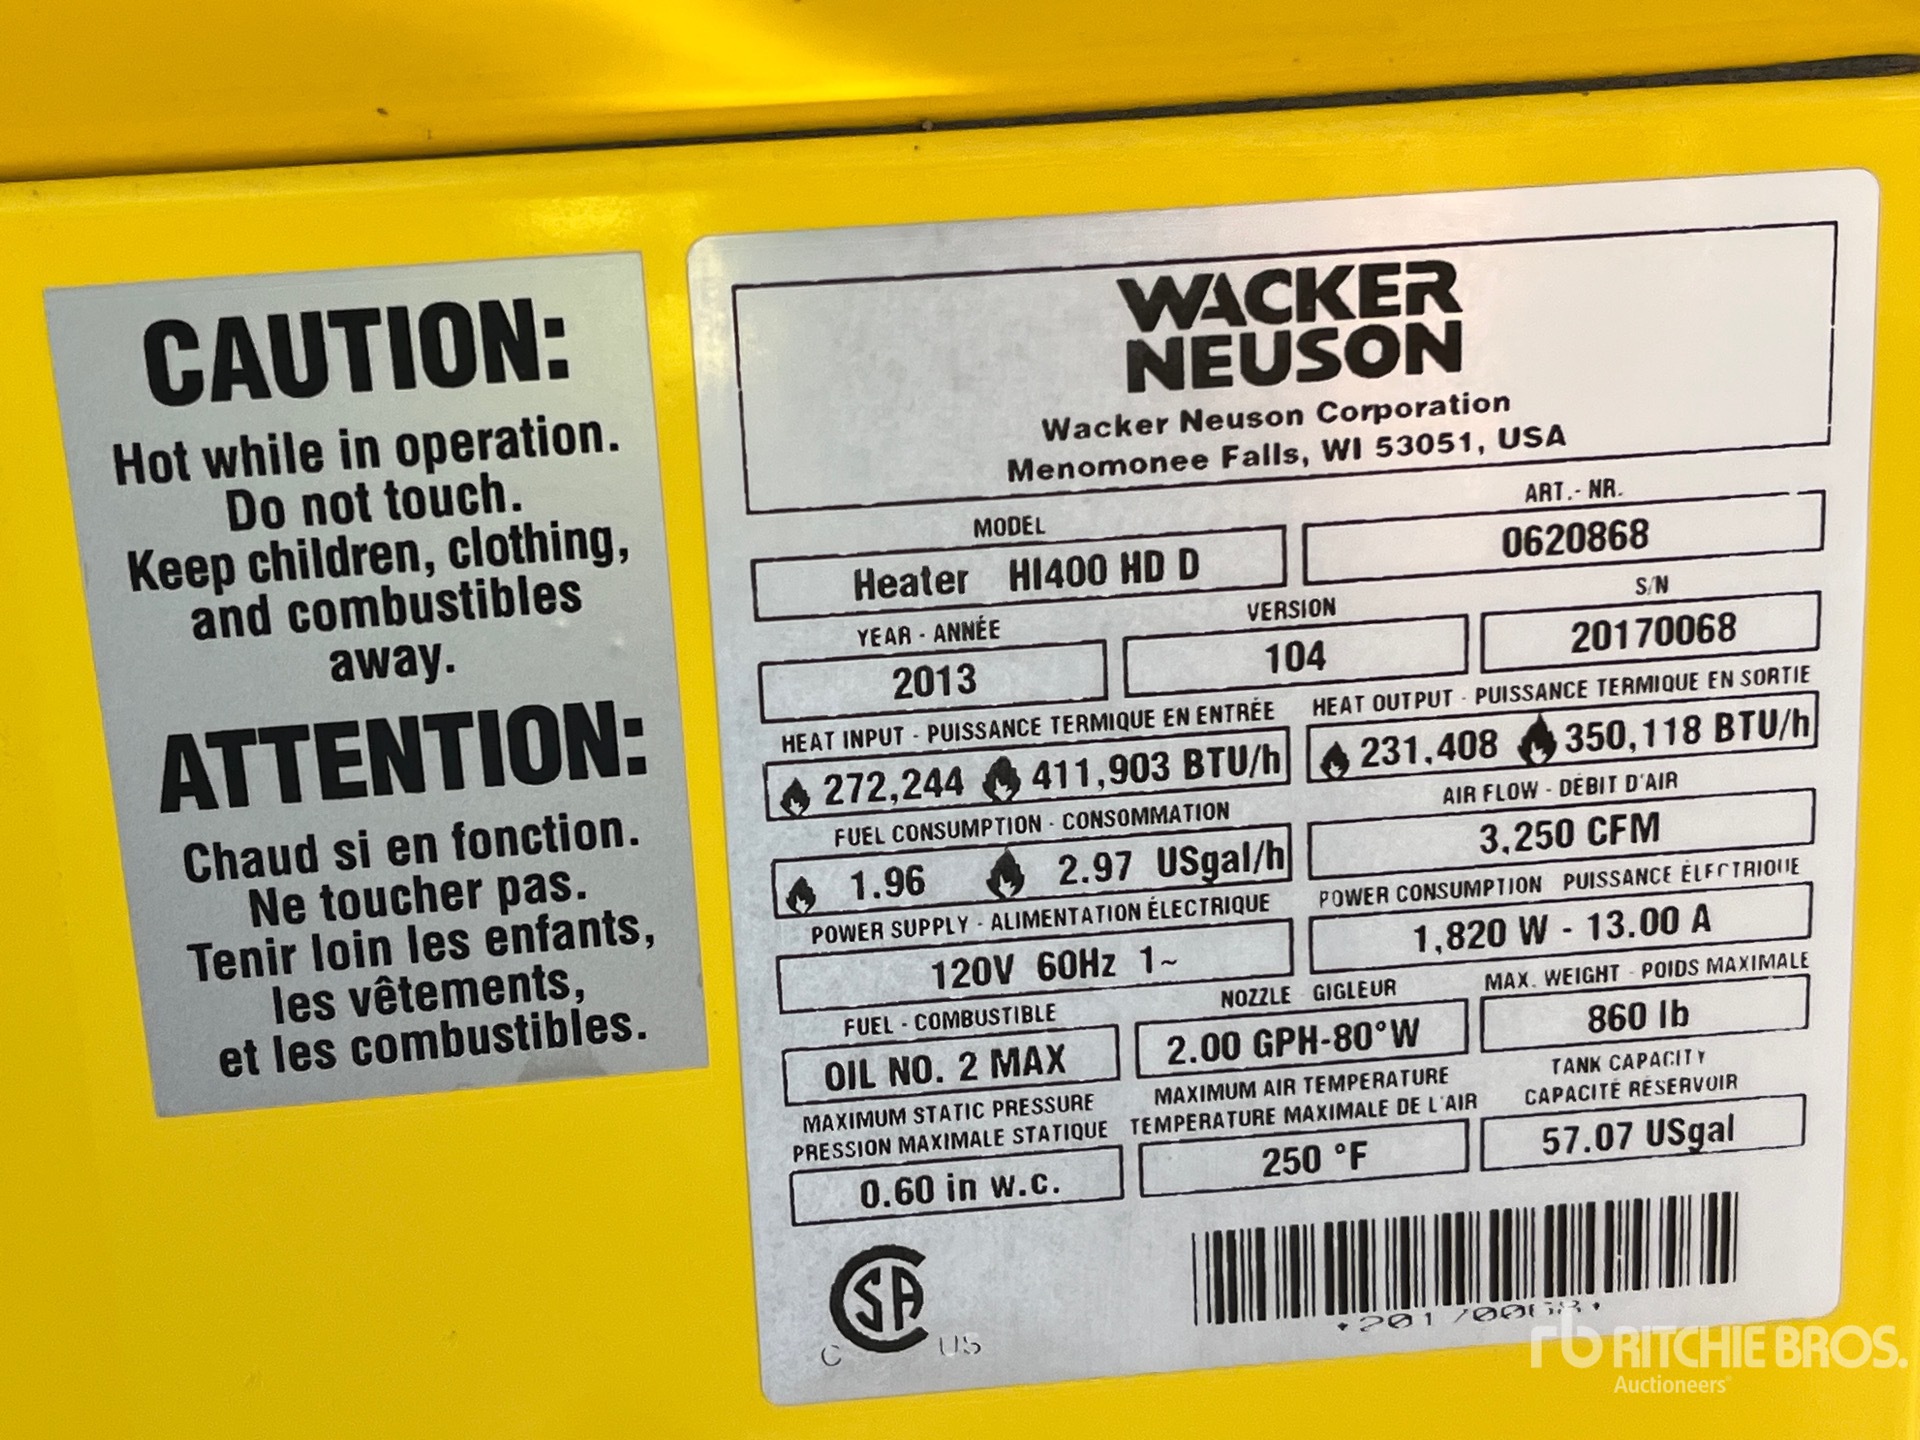 CAUTION:
Hot while in operation.
Do not touch.
Keep children, clothing,
and combustibles
away.
ATTENTION:
Chaud si en fonction.
Ne toucher pas.
Tenir loin les enfants,
les vêtements,
et les combustibles.
WACKER
NEUSON
Wacker Neuson Corporation
Menomonee Falls, WI 53051, USA
MODEL
Heater HI400 HD D
ART.- NR.
0620868
YEAR - ANNÉE
2013
VERSION
104
S/N
20170068
HEAT INPUT - PUISSANCE TERMIQUE EN ENTRÉE
272,244 411,903 BTU/h
HEAT OUTPUT - PUISSANCE TERMIQUE EN SORTIE
231,408 350,118 BTU/h
FUEL CONSUMPTION - CONSOMMATION
1.96 2.97 USgal/h
AIR FLOW - DÉBIT D'AIR
3,250 CFM
POWER SUPPLY - ALIMENTATION ÉLECTRIQUE
120V 60Hz 1~
POWER CONSUMPTION PUISSANCE ÉLECTRIQUE
1,820 W - 13.00 A
FUEL - COMBUSTIBLE
OIL NO. 2 MAX
NOZZLE - GIGLEUR
2.00 GPH-80°W
MAX. WEIGHT - POIDS MAXIMALE
860 lb
MAXIMUM STATIC PRESSURE
PRESSION MAXIMALE STATIQUE
0.60 in w.c.
MAXIMUM AIR TEMPERATURE
TEMPERATURE MAXIMALE DE L'AIR
250 °F
TANK CAPACITY
CAPACITÉ RÉSERVOIR
57.07 USgal
CSA
C US
*20170068*
rb RITCHIE BROS.
Auctioneers